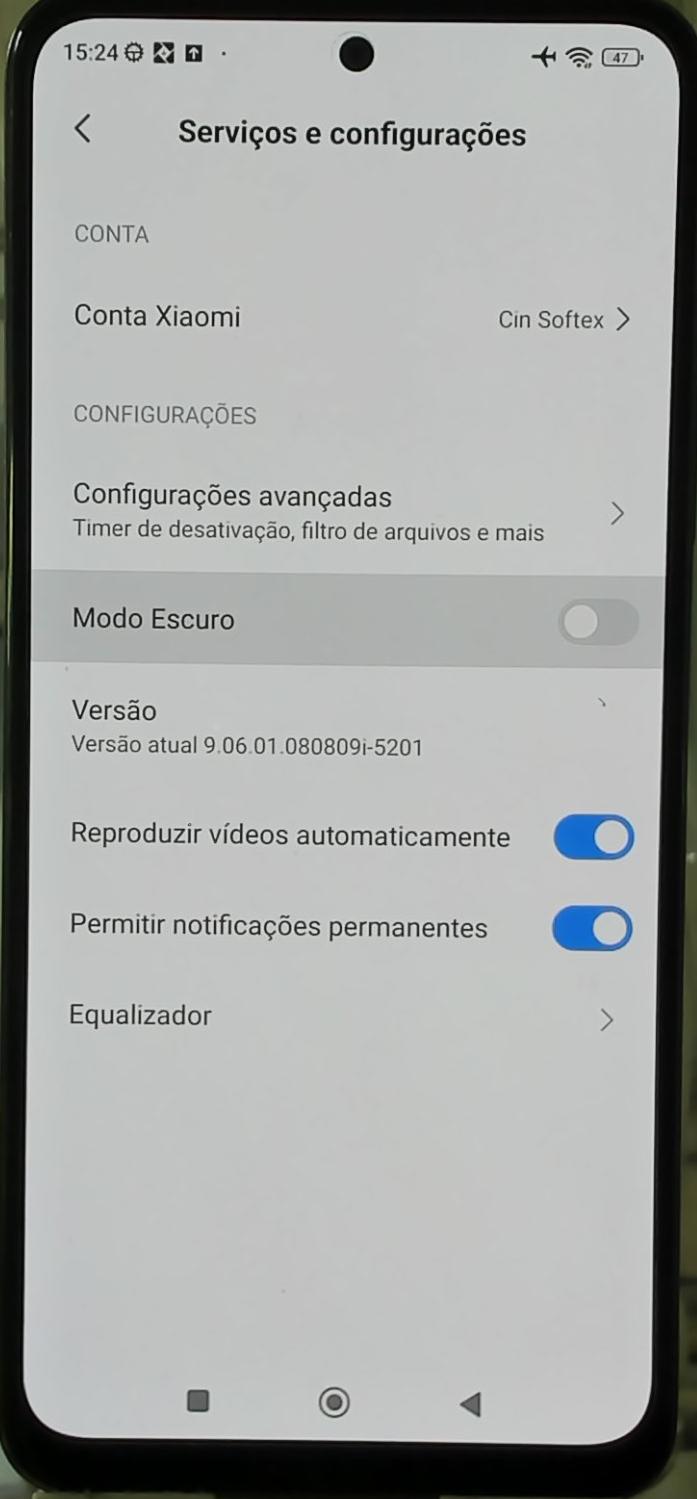 15:24
47
Serviços e configurações
CONTA
Conta Xiaomi
Cin Softex
CONFIGURAÇÕES
Configurações avançadas
Timer de desativação, filtro de arquivos e mais
Modo Escuro
Versão
Versão atual 9.06.01.080809i-5201
Reproduzir vídeos automaticamente
Permitir notificações permanentes
Equalizador